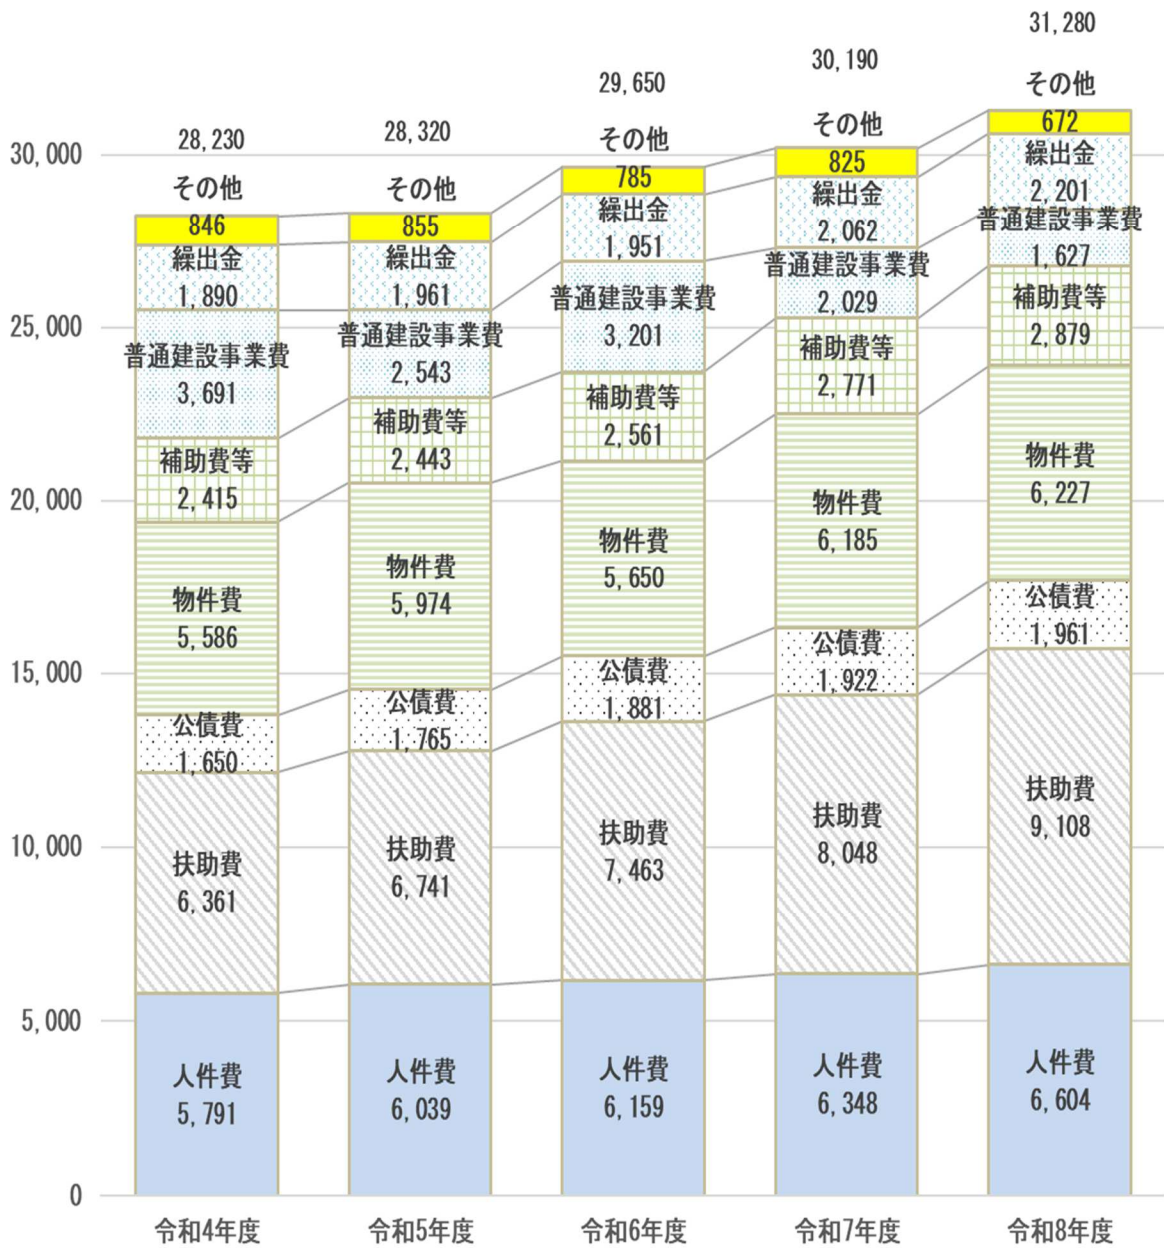 31,280
30,190
29,650
28,320
28,230
30,000
25,000
20,000
15,000
10,000
5,000
0
その他
846
繰出金
1,890
普通建設事業費
3,691
補助費等
2,415
物件費
5,586
公債費
1,650
扶助費
6,361
人件費
5,791
令和4年度
その他
855
繰出金
1,961
普通建設事業費
2,543
補助費等
2,443
物件費
5,974
公債費
1,765
扶助費
6,741
人件費
6,039
令和5年度
その他
785
繰出金
1,951
普通建設事業費
3,201
補助費等
2,561
物件費
5,650
公債費
1,881
扶助費
7,463
人件費
6,159
令和6年度
その他
825
繰出金
2,062
普通建設事業費
2,029
補助費等
2,771
物件費
6,185
公債費
1,922
扶助費
8,048
人件費
6,348
令和7年度
その他
672
繰出金
2,201
普通建設事業費
1,627
補助費等
2,879
物件費
6,227
公債費
1,961
扶助費
9,108
人件費
6,604
令和8年度